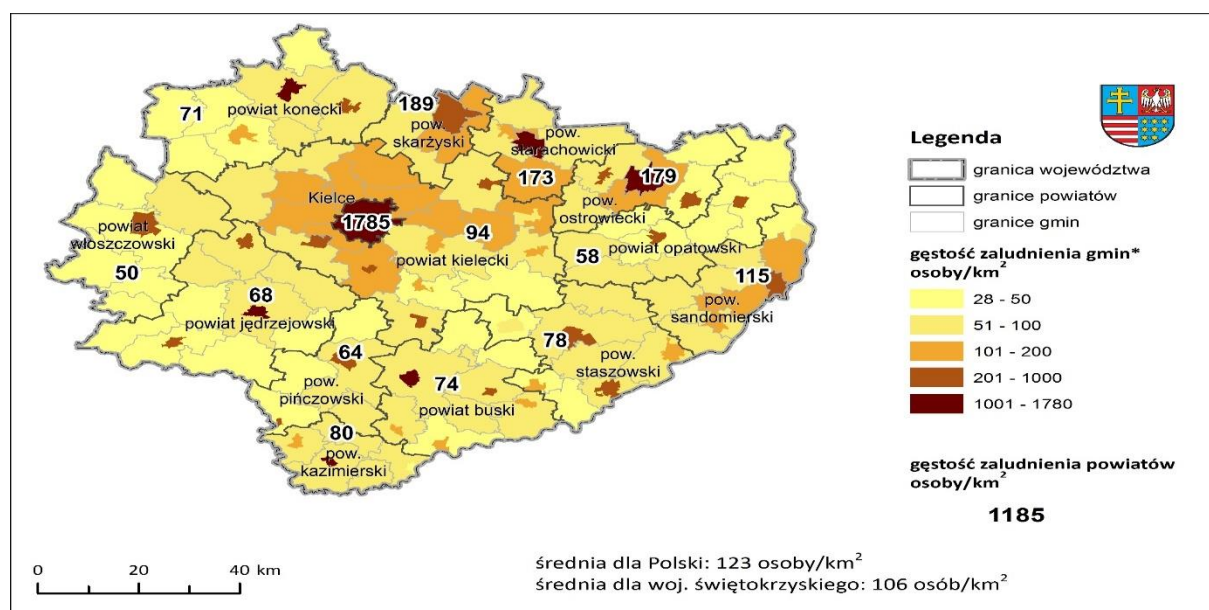 71
powiat konecki
189
pow.
skarżyski
pow.
starachowicki
173
179
pow.
ostrowiecki
Kielce
1785
94
powiat kielecki
powiat
włoszczowski
50
58
powiat opatowski
115
pow.
sandomierski
68
powiat jędrzejowski
64
pow.
pińczowski
78
pow.
staszowski
74
powiat buski
80
pow.
kazimierski
0 20 40 km
średnia dla Polski: 123 osoby/km²
średnia dla woj. świętokrzyskiego: 106 osób/km²
Legenda
granica województwa
granice powiatów
granice gmin
gęstość zaludnienia gmin*
osoby/km²
28 - 50
51 - 100
101 - 200
201 - 1000
1001 - 1780
gęstość zaludnienia powiatów
osoby/km²
1185